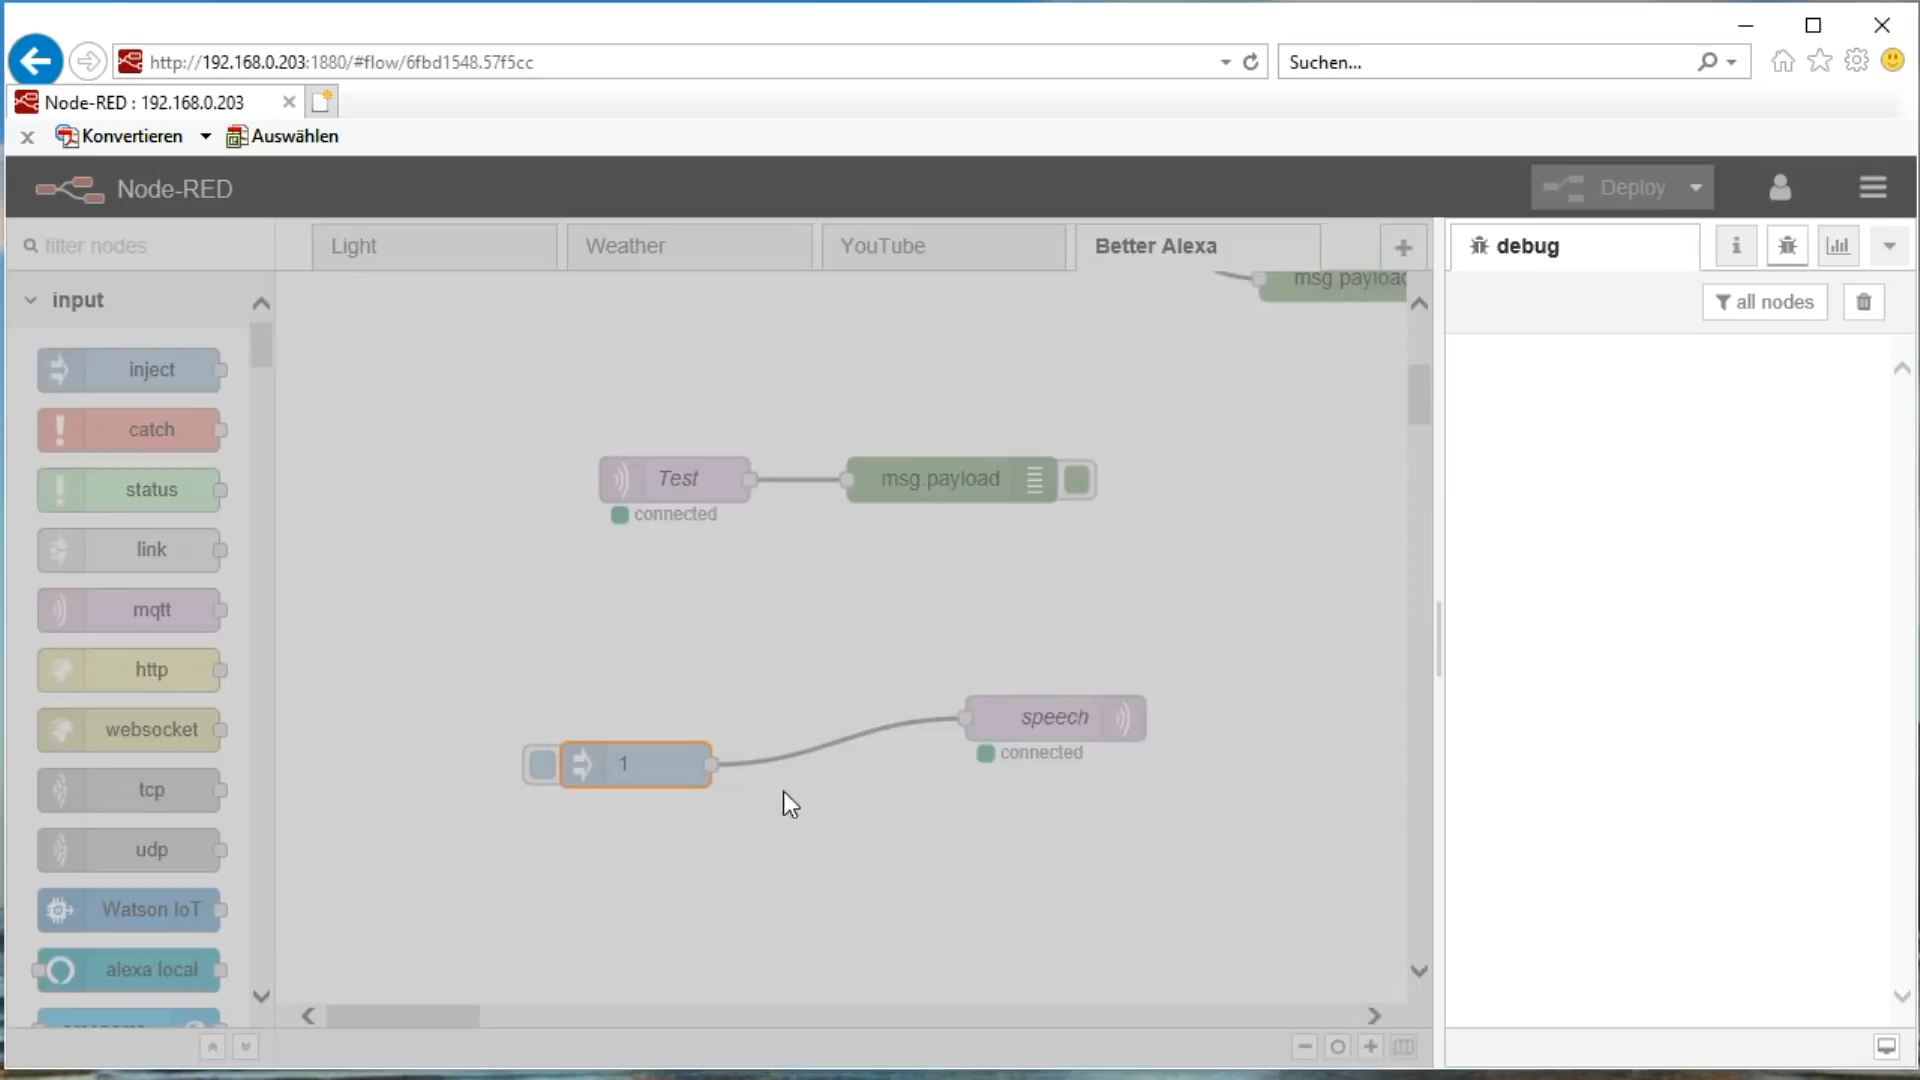 http://192.168.0.203:1880/#flow/6fbd1548.57f5cc
Suchen...
Node-RED : 192.168.0.203
Konvertieren
Auswählen
Node-RED
Deploy
filter nodes
Light
Weather
YouTube
Better Alexa
debug
input
msg.payload
all nodes
inject
catch
status
link
mqtt
http
websocket
tcp
udp
Watson IoT
alexa local
Test
msg.payload
connected
speech
connected
1